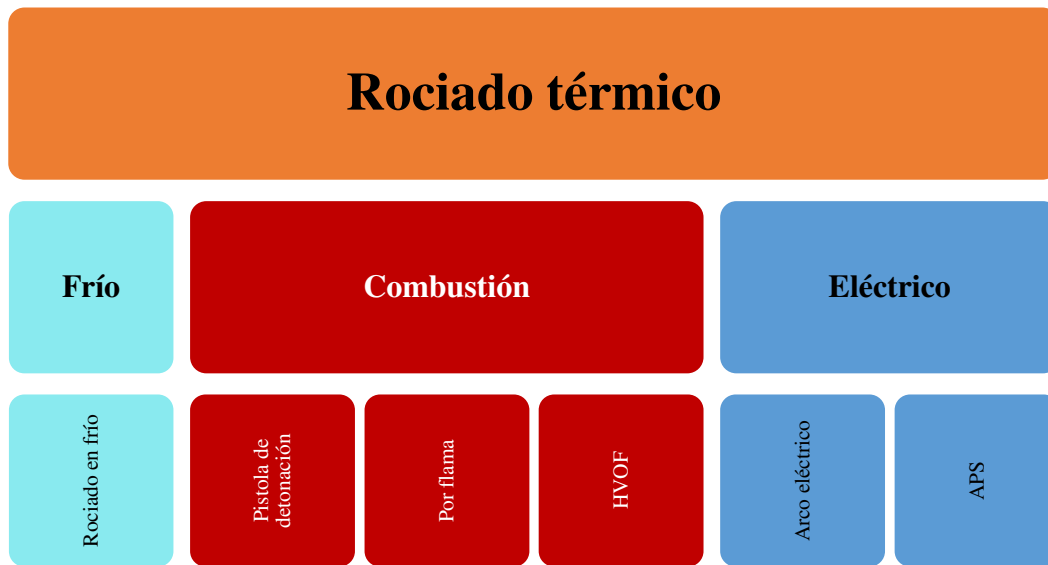 Rociado térmico
Frío
Combustión
Eléctrico
Rociado en frío
Pistola de
detonación
Por flama
HVOF
Arco eléctrico
APS